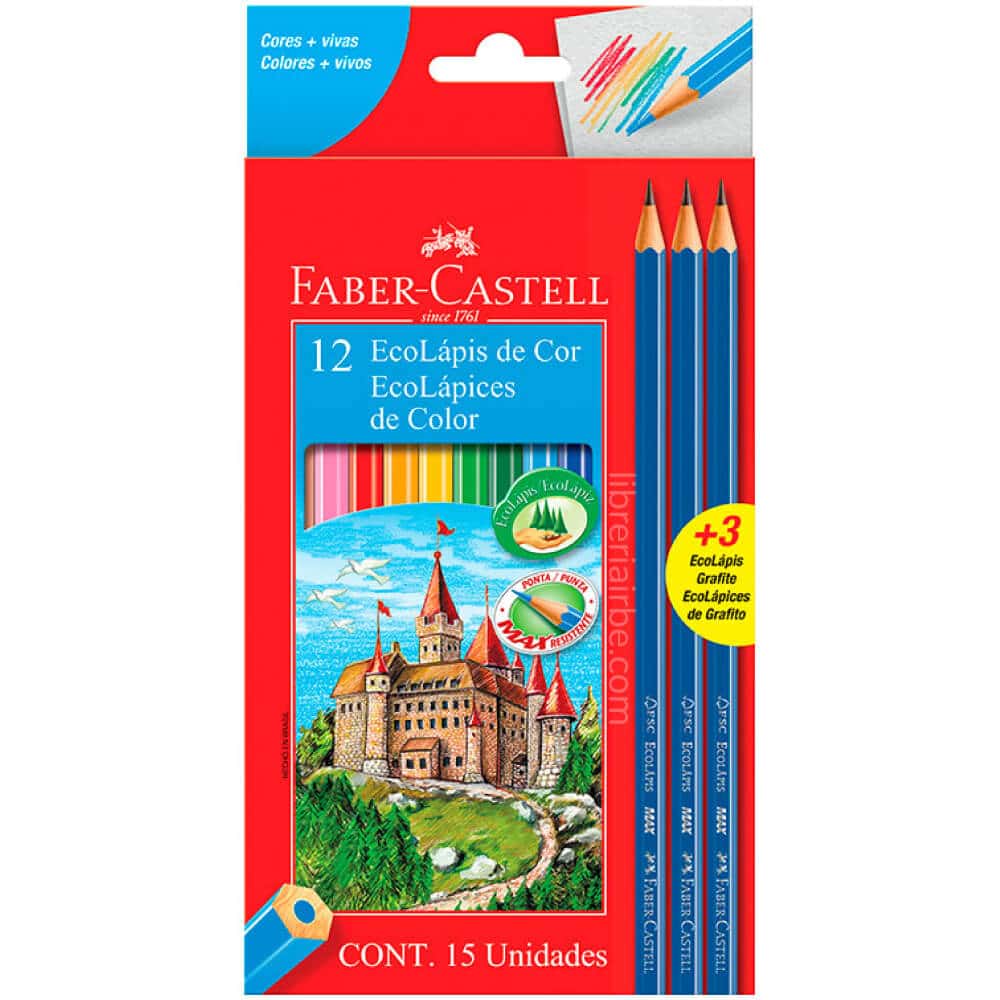 Cores + vivas
Colores + vivos
FABER-CASTELL
since 1761
12 EcoLápis de Cor
EcoLápices
de Color
EcoLápis/EcoLápiz
PONTA / PUNTA
MAX
RESISTENTE
+3
EcoLápis
Grafite
EcoLápices
de Grafito
libreriairbe.com
FSC ECOLÁPIS MAX FABER CASTELL
FSC ECOLÁPIS MAX FABER CASTELL
FSC ECOLÁPIS MAX FABER CASTELL
CONT. 15 Unidades